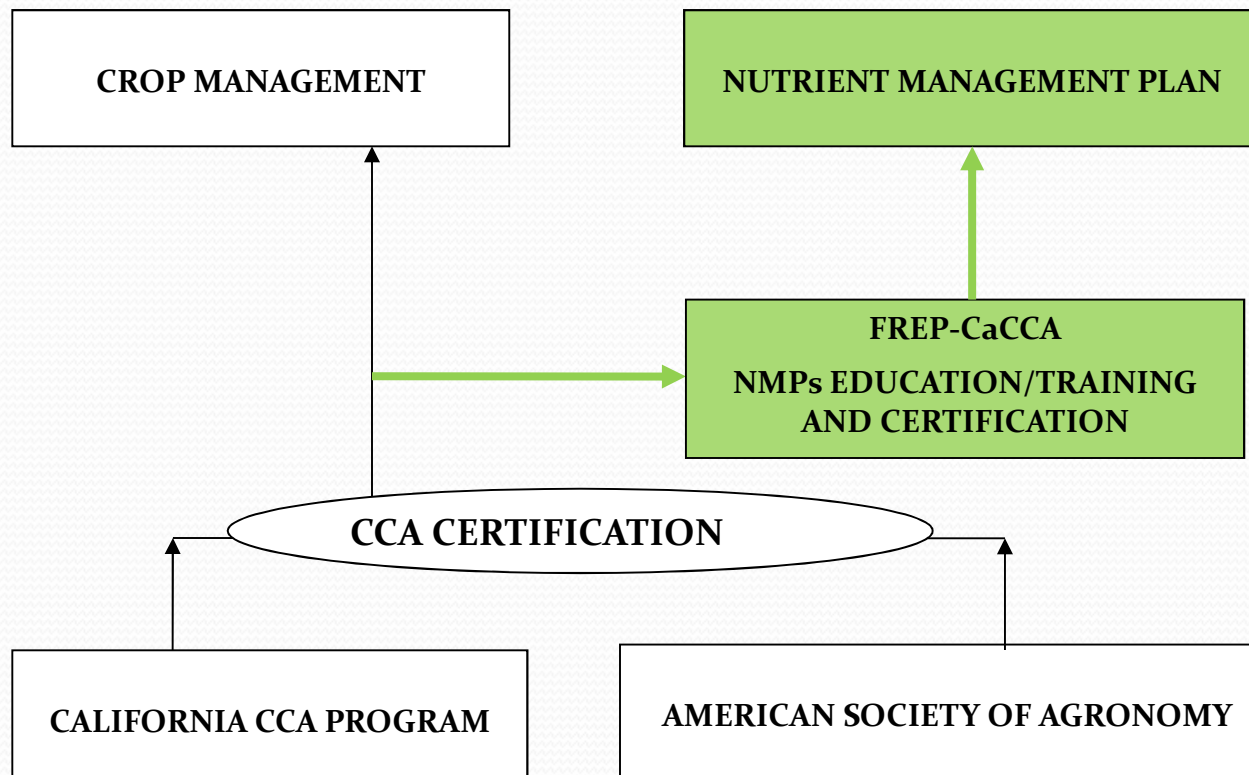 CROP MANAGEMENT
NUTRIENT MANAGEMENT PLAN
FREP-CaCCA
NMPs EDUCATION/TRAINING
AND CERTIFICATION
CCA CERTIFICATION
CALIFORNIA CCA PROGRAM
AMERICAN SOCIETY OF AGRONOMY